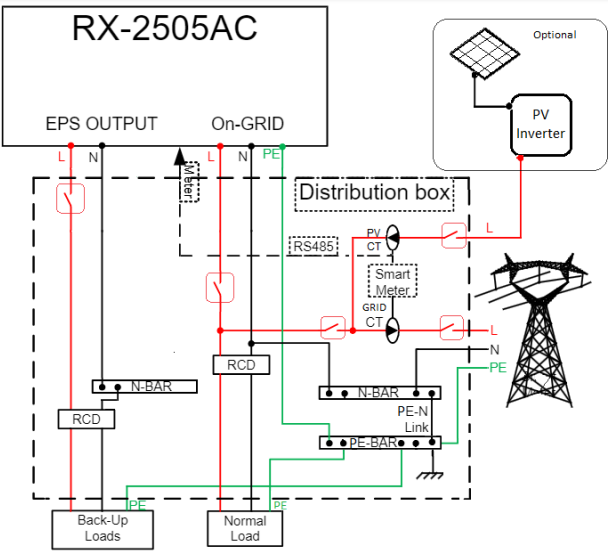 RX-2505AC
Optional
PV
Inverter
EPS OUTPUT
On-GRID
L
N
L
N
PE
Meter
Distribution box
L
PV
CT
RS485
Smart
Meter
GRID
CT
L
N
PE
RCD
N-BAR
N-BAR
PE-N
Link
RCD
PE-BAR
PE
PE
Back-Up
Loads
Normal
Load